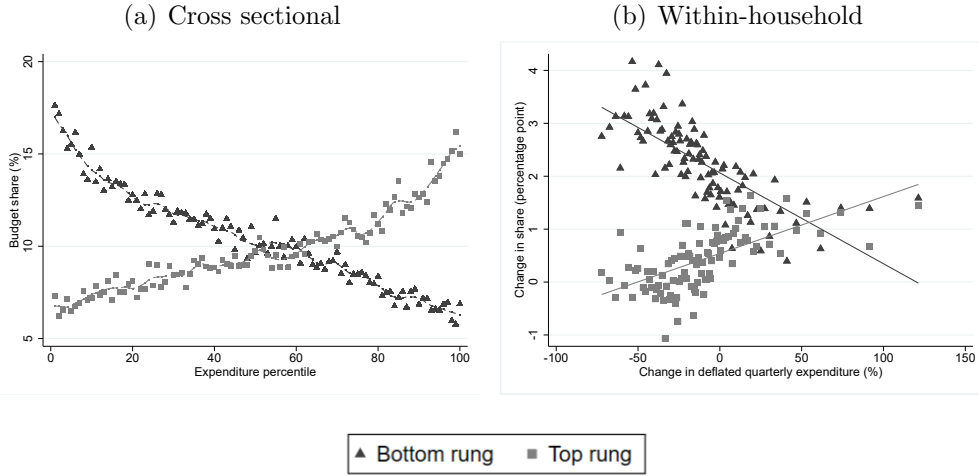 (a) Cross sectional
(b) Within-household
Budget share (%)
20
15
10
5
0 20 40 60 80 100
Expenditure percentile
Change in share (percentatge point)
4
3
2
1
0
-1
-100 -50 0 50 100 150
Change in deflated quarterly expenditure (%)
Bottom rung Top rung